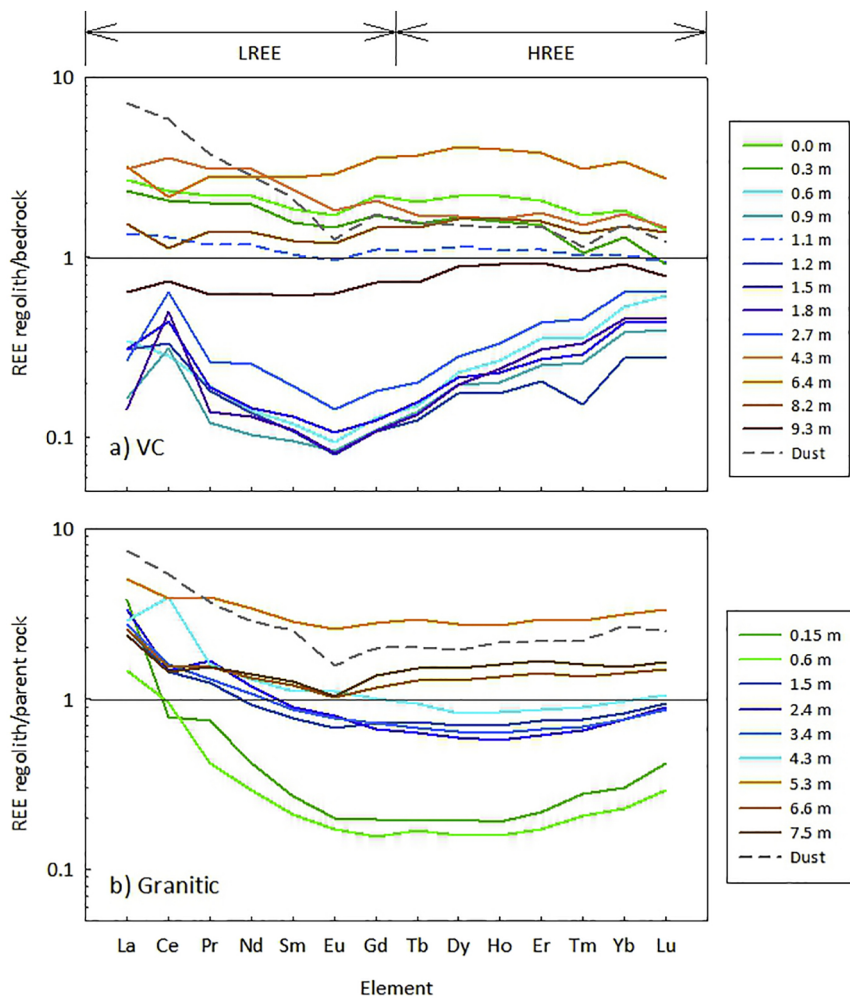 LREE
HREE
10
1
0.1
REE regolith/bedrock
a) VC
0.0 m
0.3 m
0.6 m
0.9 m
1.1 m
1.2 m
1.5 m
1.8 m
2.7 m
4.3 m
6.4 m
8.2 m
9.3 m
Dust
10
1
0.1
REE regolith/parent rock
b) Granitic
0.15 m
0.6 m
1.5 m
2.4 m
3.4 m
4.3 m
5.3 m
6.6 m
7.5 m
Dust
La Ce Pr Nd Sm Eu Gd Tb Dy Ho Er Tm Yb Lu
Element